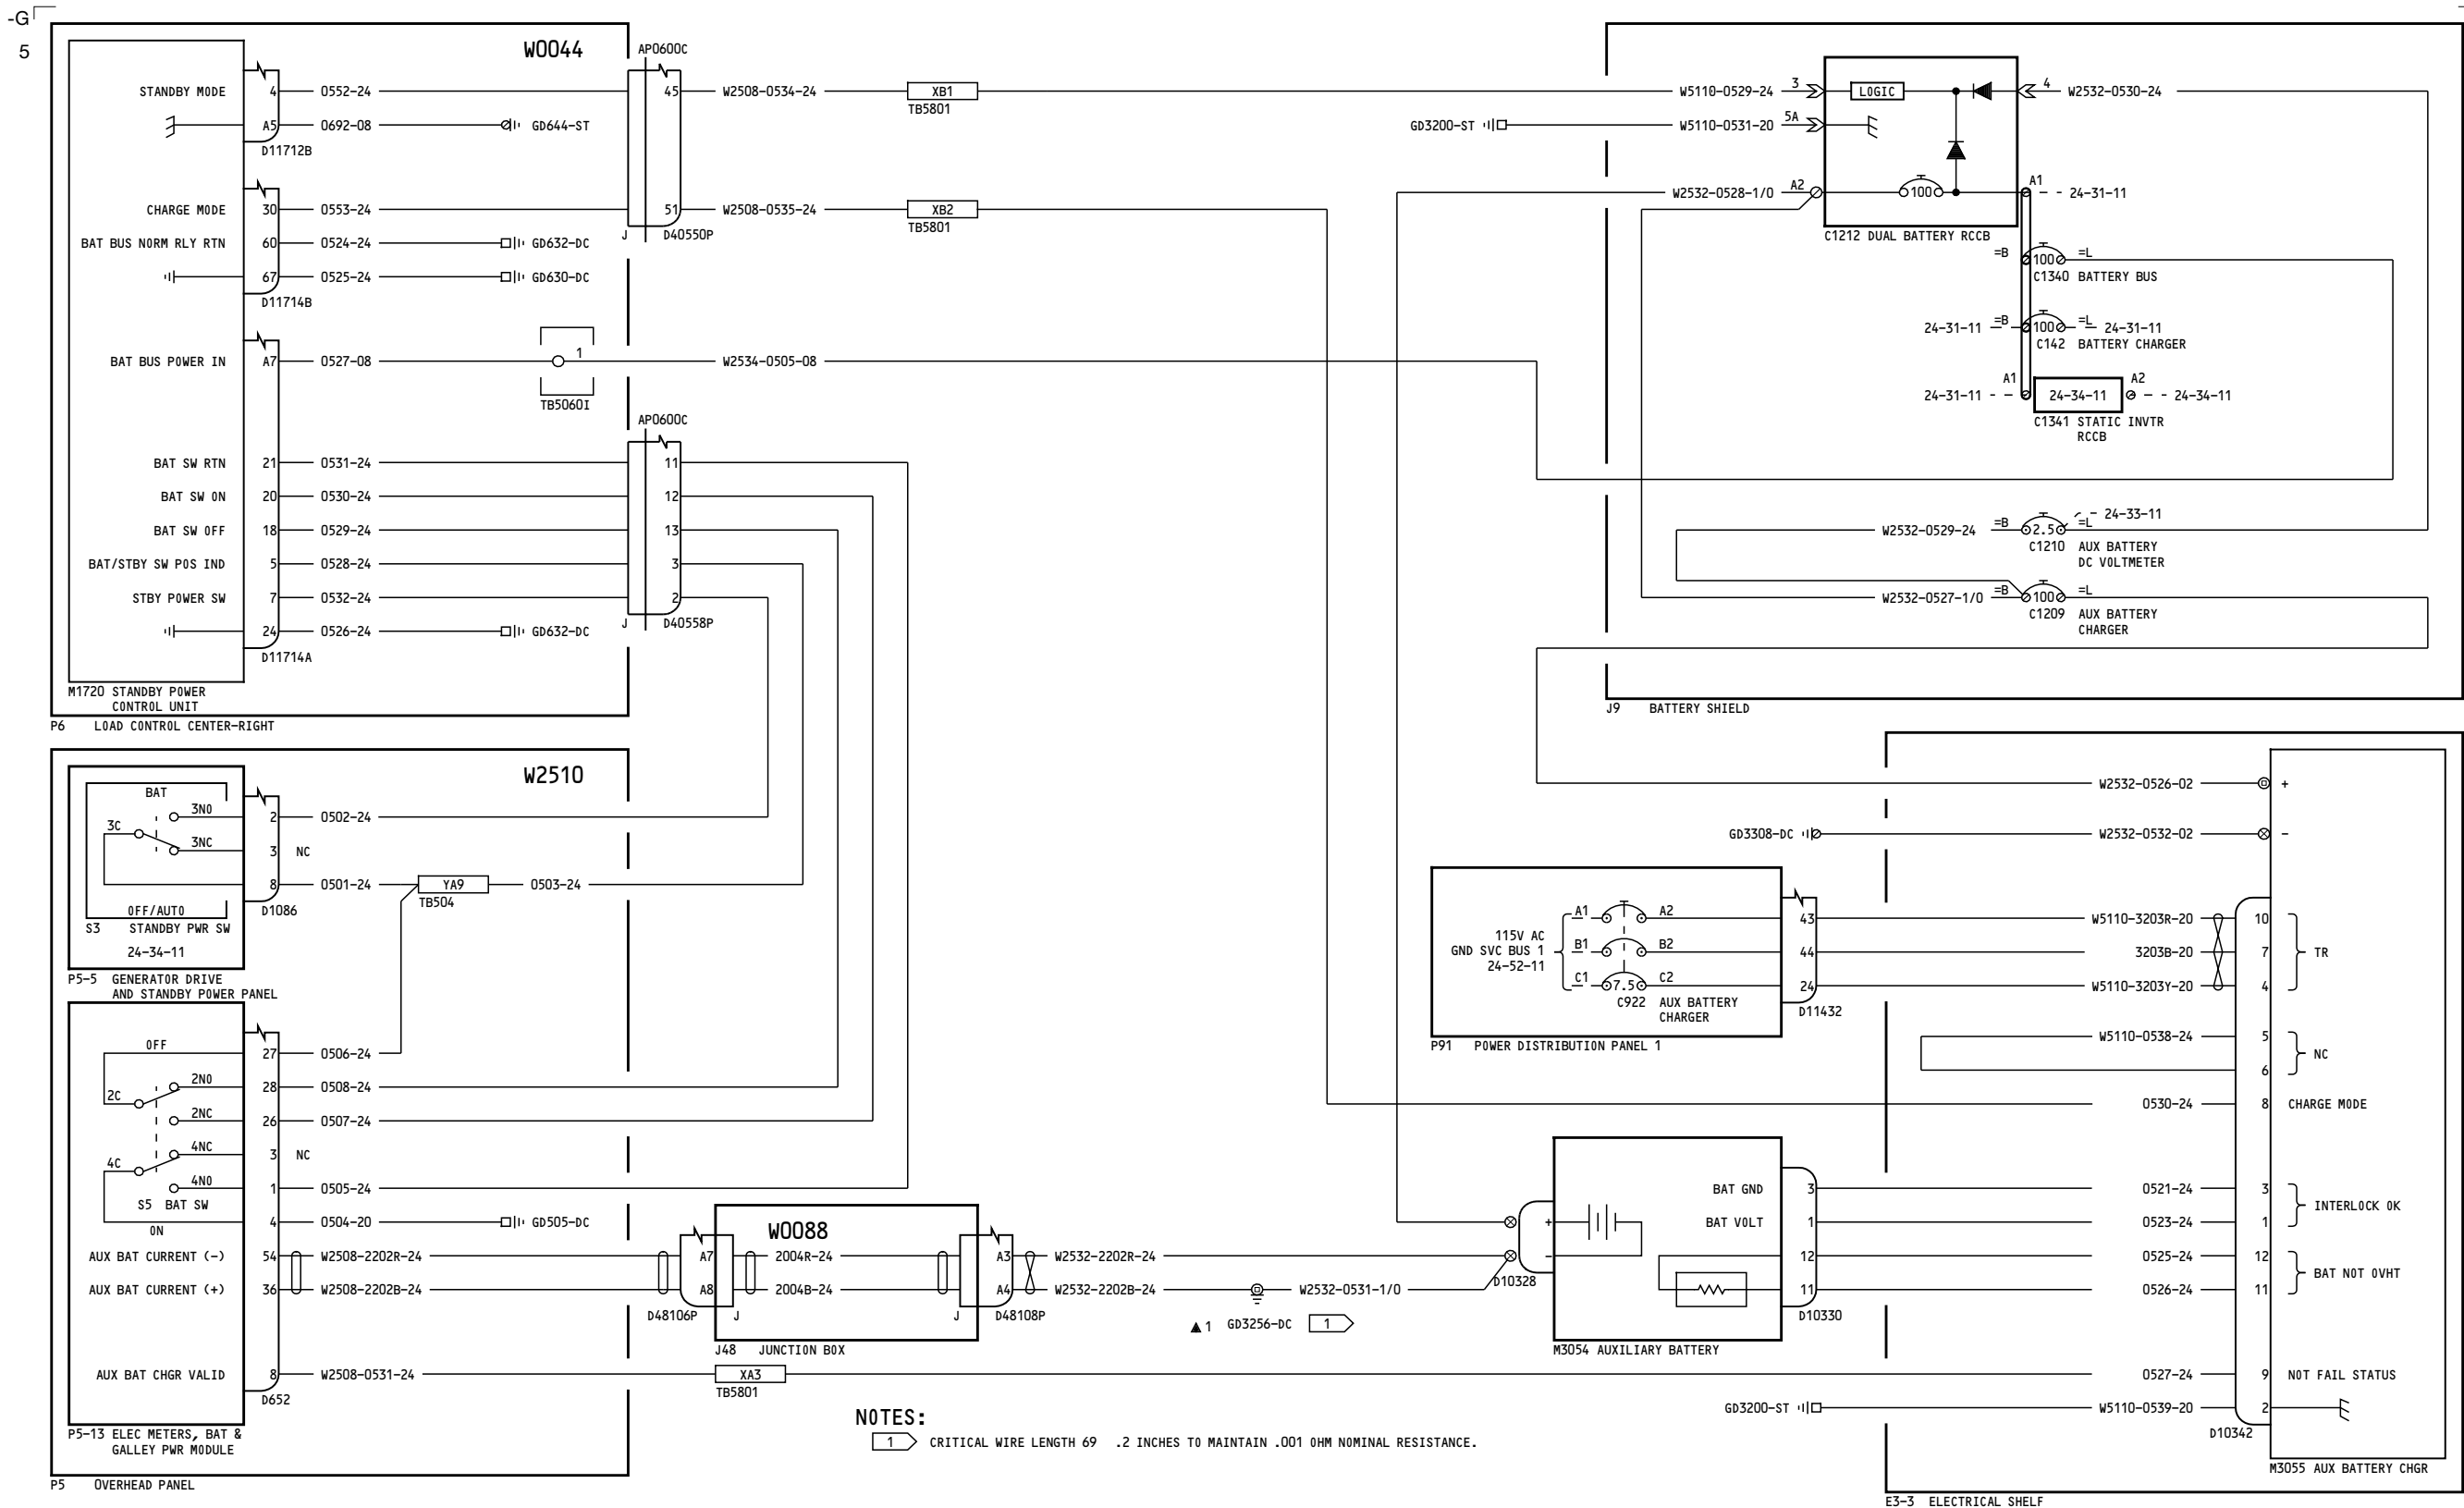 -G
5
W0044
STANDBY MODE
4
0552-24
A5
0692-08
GD644-ST
D11712B
CHARGE MODE
30
0553-24
BAT BUS NORM RLY RTN
60
0524-24
GD632-DC
67
0525-24
GD630-DC
D11714B
BAT BUS POWER IN
A7
0527-08
1
TB5060I
W2534-0505-08
BAT SW RTN
21
0531-24
BAT SW ON
20
0530-24
BAT SW OFF
18
0529-24
BAT/STBY SW POS IND
5
0528-24
STBY POWER SW
7
0532-24
24
0526-24
GD632-DC
D11714A
M1720 STANDBY POWER
CONTROL UNIT
P6 LOAD CONTROL CENTER-RIGHT
AP0600C
45
W2508-0534-24
XB1
TB5801
51
W2508-0535-24
XB2
TB5801
J
D40550P
AP0600C
11
12
13
3
2
J
D40558P
W5110-0529-24
3
LOGIC
4
W2532-0530-24
GD3200-ST
W5110-0531-20
5A
W2532-0528-1/0
A2
100
A1
24-31-11
C1212 DUAL BATTERY RCCB
=B
100
=L
C1340 BATTERY BUS
24-31-11
=B
100
=L
24-31-11
C142 BATTERY CHARGER
A1
A2
24-31-11
24-34-11
24-34-11
C1341 STATIC INVTR
RCCB
24-33-11
W2532-0529-24
=B
2.5
=L
C1210 AUX BATTERY
DC VOLTMETER
W2532-0527-1/0
=B
100
=L
C1209 AUX BATTERY
CHARGER
J9 BATTERY SHIELD
W2510
BAT
3NO
3C
3NC
OFF/AUTO
S3 STANDBY PWR SW
24-34-11
2
0502-24
3
NC
8
0501-24
YA9
TB504
0503-24
D1086
P5-5 GENERATOR DRIVE
AND STANDBY POWER PANEL
OFF
27
0506-24
2NO
28
0508-24
2C
2NC
26
0507-24
4NC
3
NC
4C
4NO
1
0505-24
S5 BAT SW
4
0504-20
GD505-DC
ON
AUX BAT CURRENT (-)
54
W2508-2202R-24
AUX BAT CURRENT (+)
36
W2508-2202B-24
AUX BAT CHGR VALID
8
W2508-0531-24
D652
P5-13 ELEC METERS, BAT &
GALLEY PWR MODULE
P5 OVERHEAD PANEL
W0088
A7
2004R-24
A3
W2532-2202R-24
A8
2004B-24
A4
W2532-2202B-24
W2532-0531-1/0
D48106P
J
J
D48108P
1
GD3256-DC
1
J48 JUNCTION BOX
XA3
TB5801
W2532-0526-02
+
GD3308-DC
W2532-0532-02
-
115V AC
GND SVC BUS 1
24-52-11
A1
A2
B1
B2
C1
7.5
C2
C922 AUX BATTERY
CHARGER
43
44
24
D11432
P91 POWER DISTRIBUTION PANEL 1
W5110-3203R-20
10
3203B-20
7
TR
W5110-3203Y-20
4
W5110-0538-24
5
NC
6
0530-24
8
CHARGE MODE
+
-
D10328
BAT GND
3
BAT VOLT
1
12
11
D10330
M3054 AUXILIARY BATTERY
0521-24
3
INTERLOCK OK
0523-24
1
0525-24
12
BAT NOT OVHT
0526-24
11
0527-24
9
NOT FAIL STATUS
GD3200-ST
W5110-0539-20
2
D10342
M3055 AUX BATTERY CHGR
E3-3 ELECTRICAL SHELF
NOTES:
1 CRITICAL WIRE LENGTH 69 .2 INCHES TO MAINTAIN .001 OHM NOMINAL RESISTANCE.